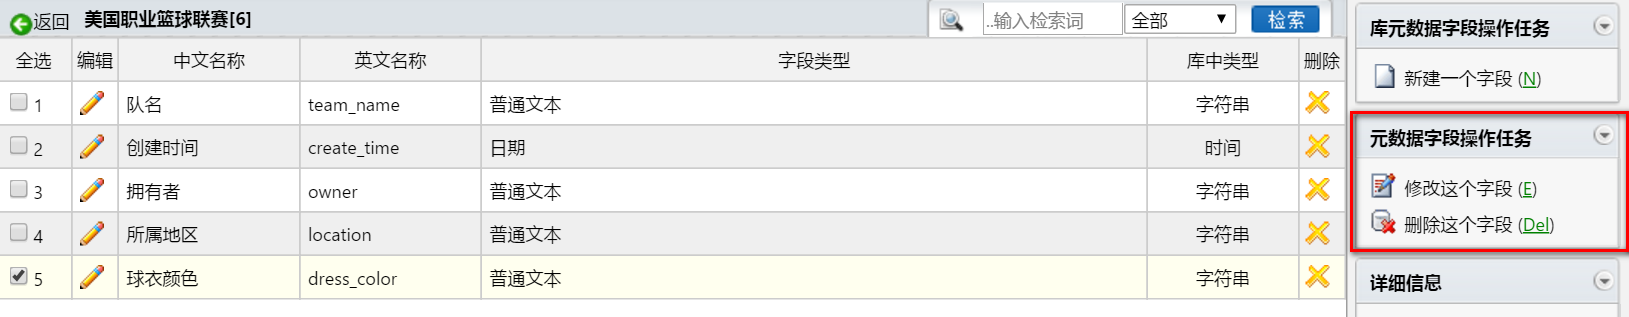 返回 美国职业篮球联赛[6] ..输入检索词 全部 检索
全选 编辑 中文名称 英文名称 字段类型 库中类型 删除
1 队名 team_name 普通文本 字符串
2 创建时间 create_time 日期 时间
3 拥有者 owner 普通文本 字符串
4 所属地区 location 普通文本 字符串
5 球衣颜色 dress_color 普通文本 字符串
库元数据字段操作任务
新建一个字段 (N)
元数据字段操作任务
修改这个字段 (E)
删除这个字段 (Del)
详细信息